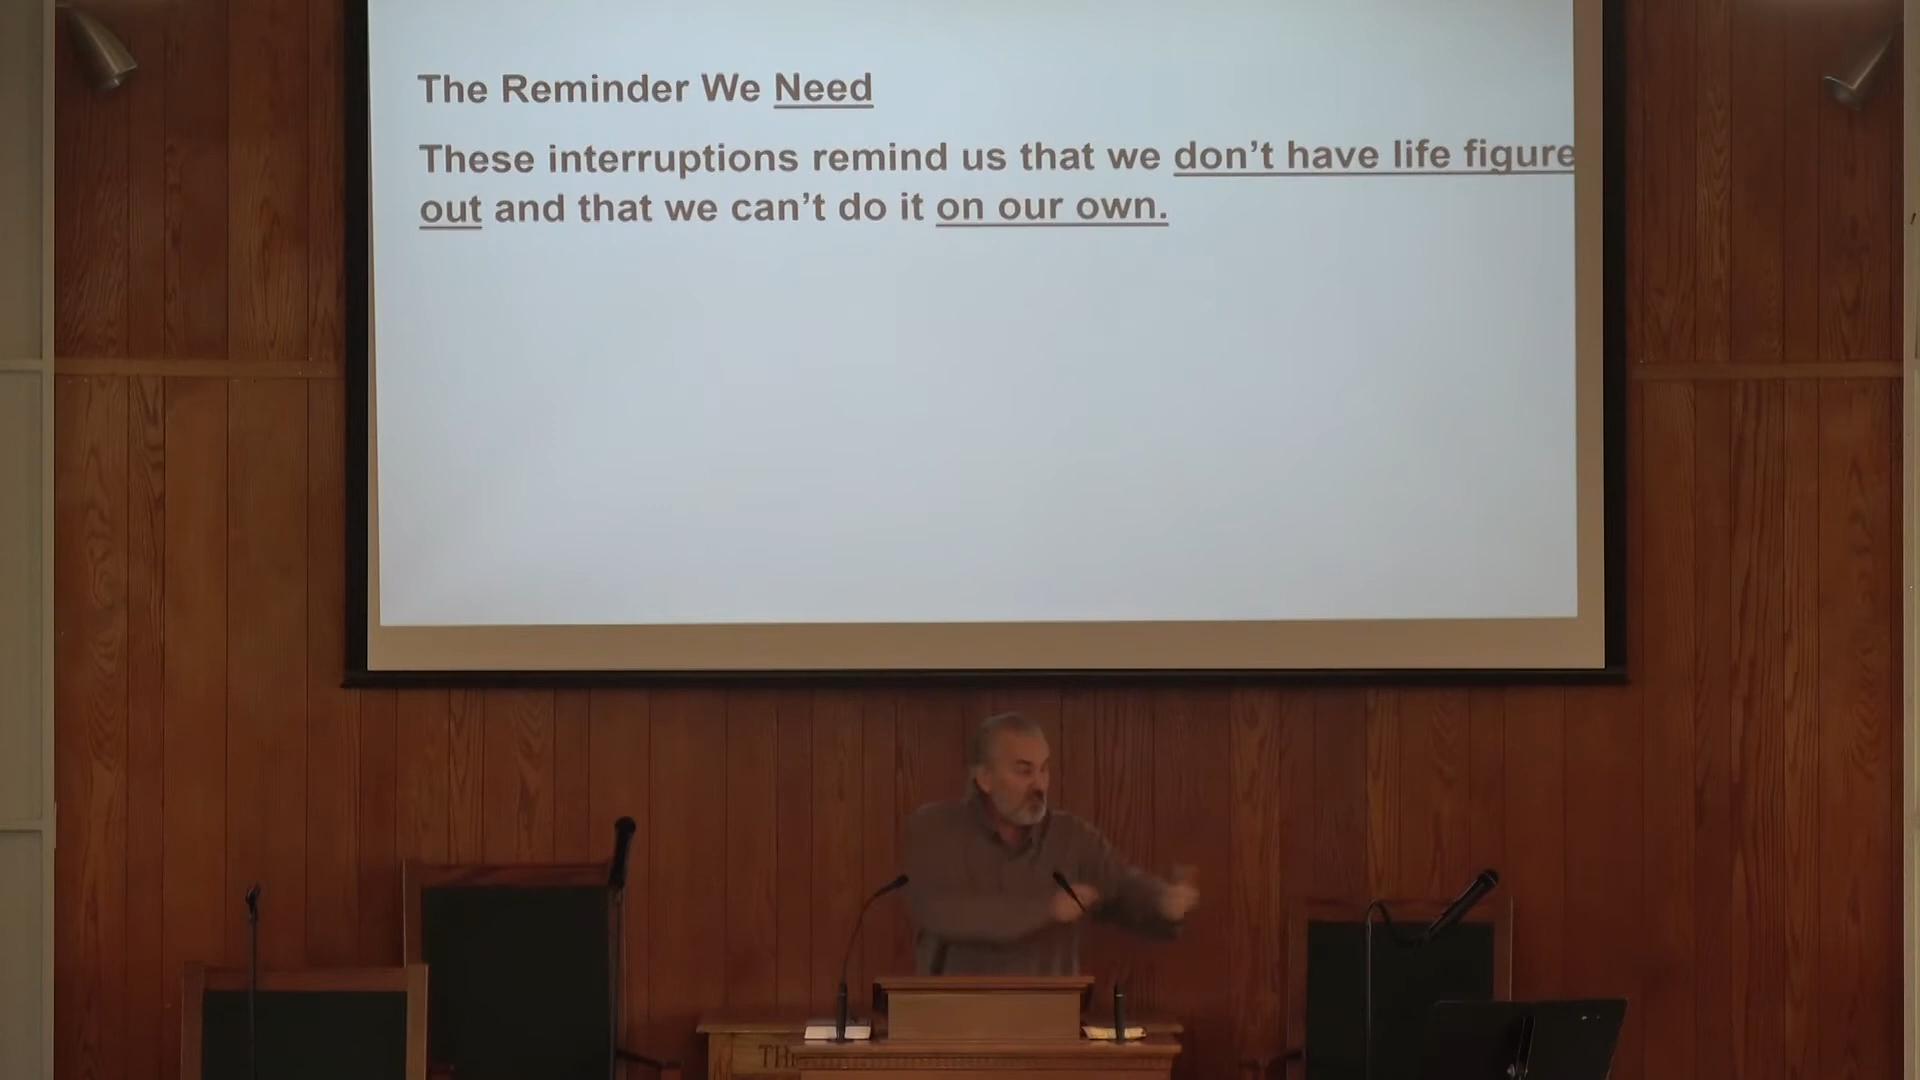 The Reminder We Need
These interruptions remind us that we don't have life figure
out and that we can't do it on our own.
TH